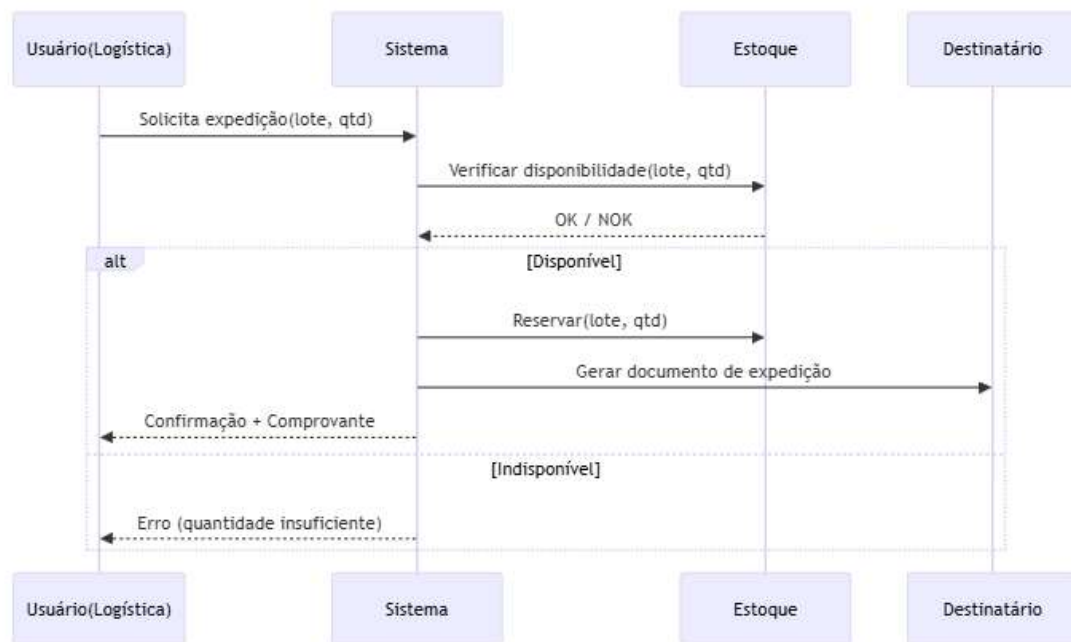 Usuário(Logística) Sistema Estoque Destinatário
Solicita expedição(lote, qtd)
Verificar disponibilidade(lote, qtd)
OK / NOK
alt [Disponível]
Reservar(lote, qtd)
Gerar documento de expedição
Confirmação + Comprovante
[Indisponível]
Erro (quantidade insuficiente)
Usuário(Logística) Sistema Estoque Destinatário